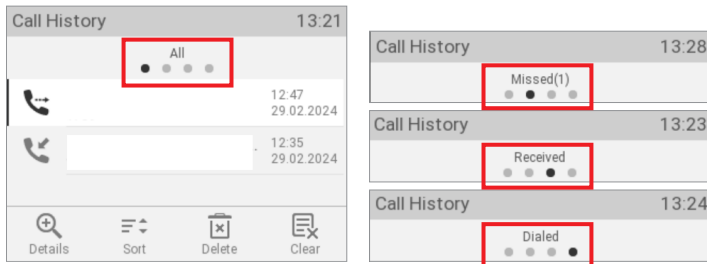 Call History 13:21
All
12:47
29.02.2024
12:35
29.02.2024
Details Sort Delete Clear
Call History 13:28
Missed(1)
Call History 13:23
Received
Call History 13:24
Dialed